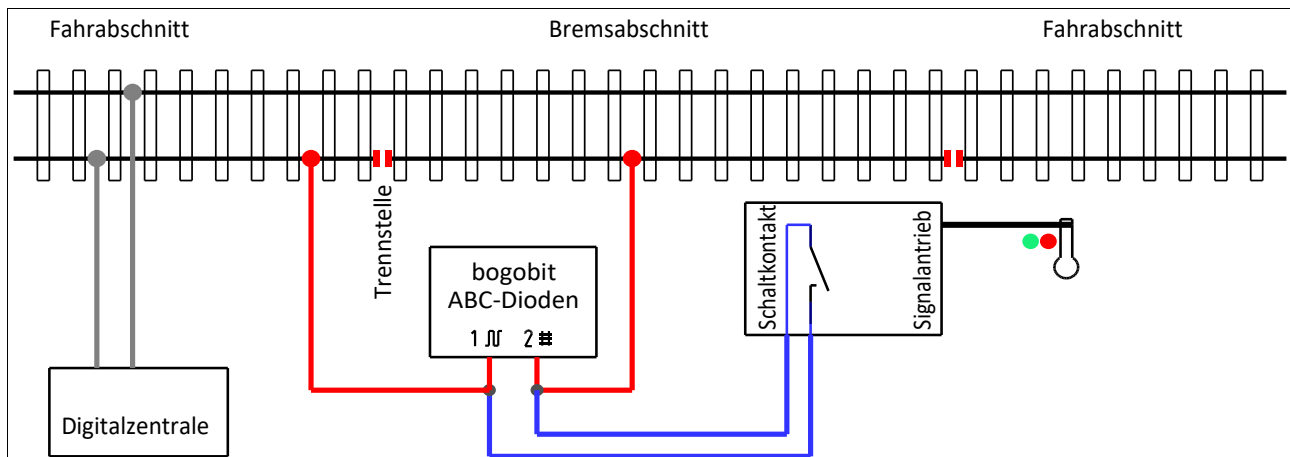 Fahrabschnitt
Bremsabschnitt
Fahrabschnitt
Trennstelle
bogobit
ABC-Dioden
1
2
Schaltkontakt
Signalantrieb
Digitalzentrale